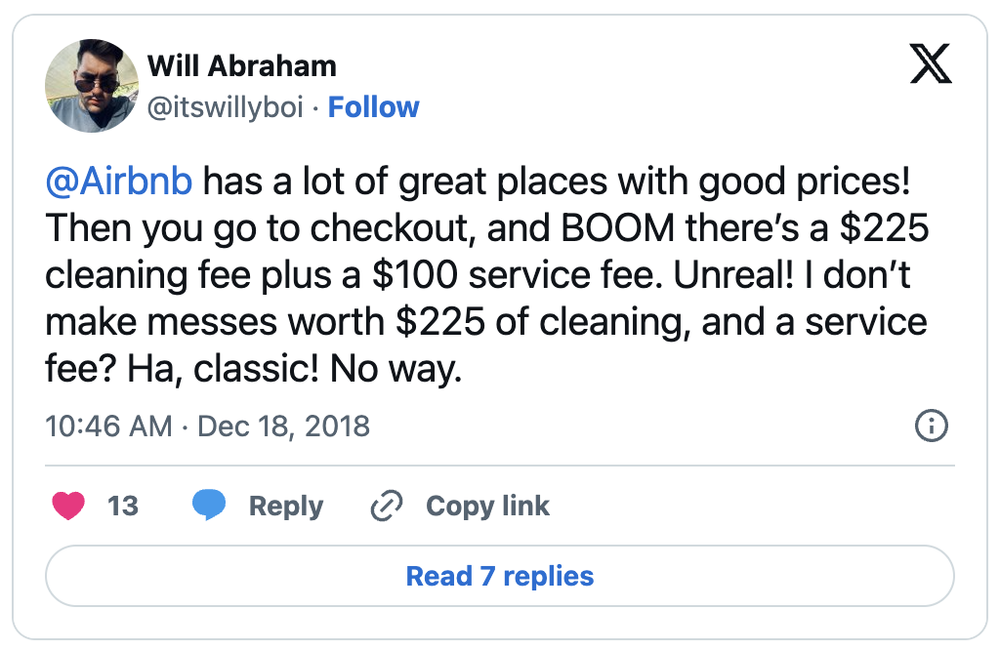 Will Abraham
@itswillyboi · Follow
@Airbnb has a lot of great places with good prices!
Then you go to checkout, and BOOM there’s a $225
cleaning fee plus a $100 service fee. Unreal! I don’t
make messes worth $225 of cleaning, and a service
fee? Ha, classic! No way.
10:46 AM · Dec 18, 2018
13 Reply Copy link
Read 7 replies